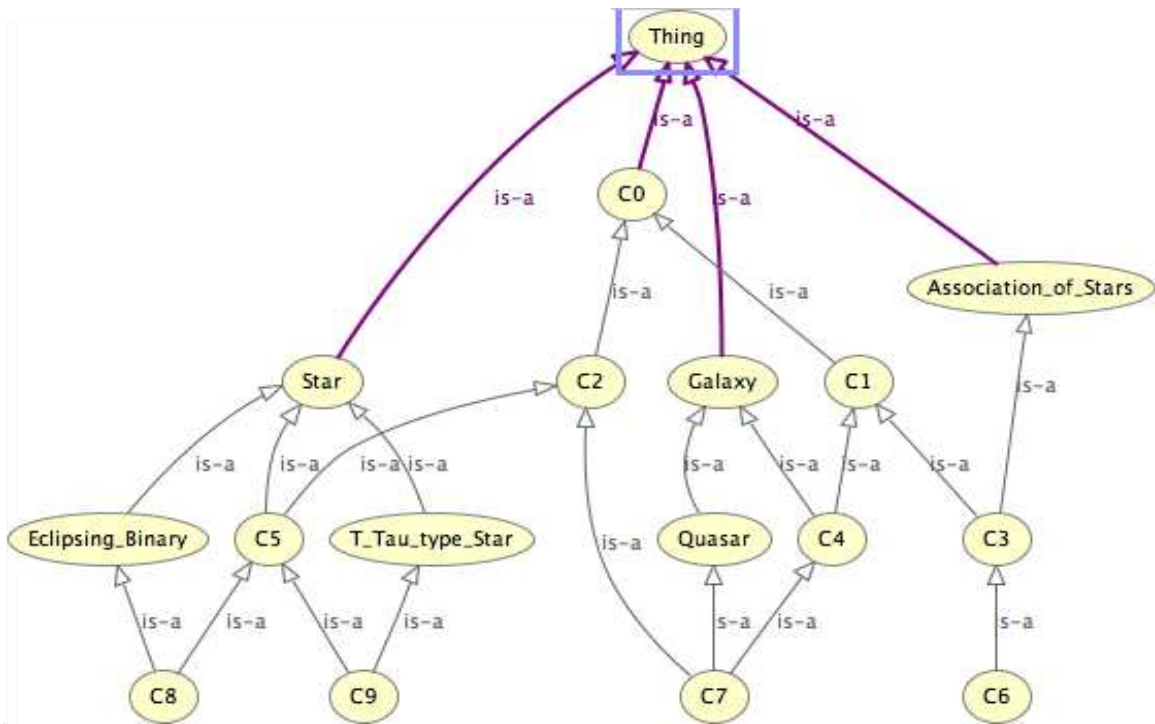 Thing
is-a
is-a
is-a
is-a
C0
is-a
is-a
Association_of_Stars
Star
C2
Galaxy
C1
is-a
is-a
is-a
is-a
is-a
is-a
is-a
is-a
is-a
Eclipsing_Binary
C5
T_Tau_type_Star
Quasar
C4
C3
is-a
is-a
is-a
is-a
is-a
s-a
is-a
s-a
C8
C9
C7
C6